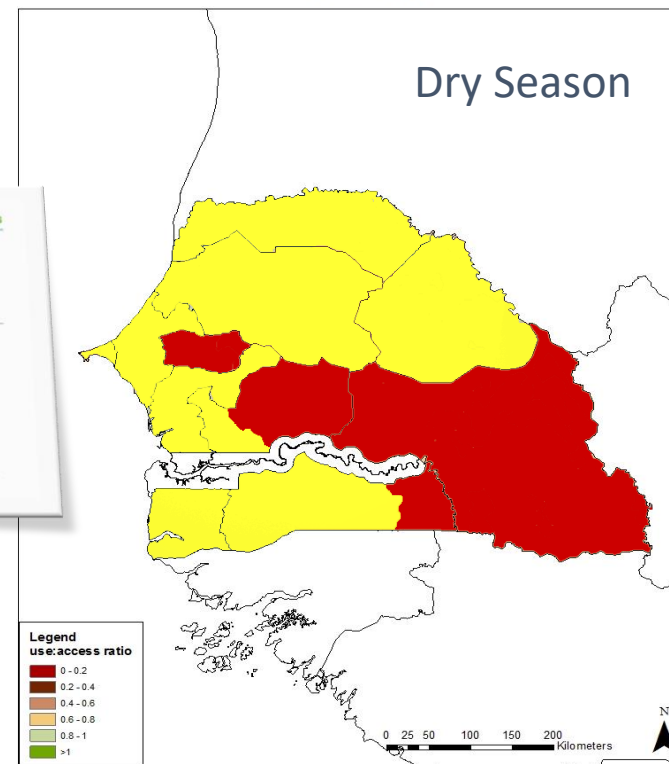 Dry Season
Legend
use:access ratio
0 - 0.2
0.2 - 0.4
0.4 - 0.6
0.6 - 0.8
0.8 - 1
>1
0 25 50 100 150 200
Kilometers
N